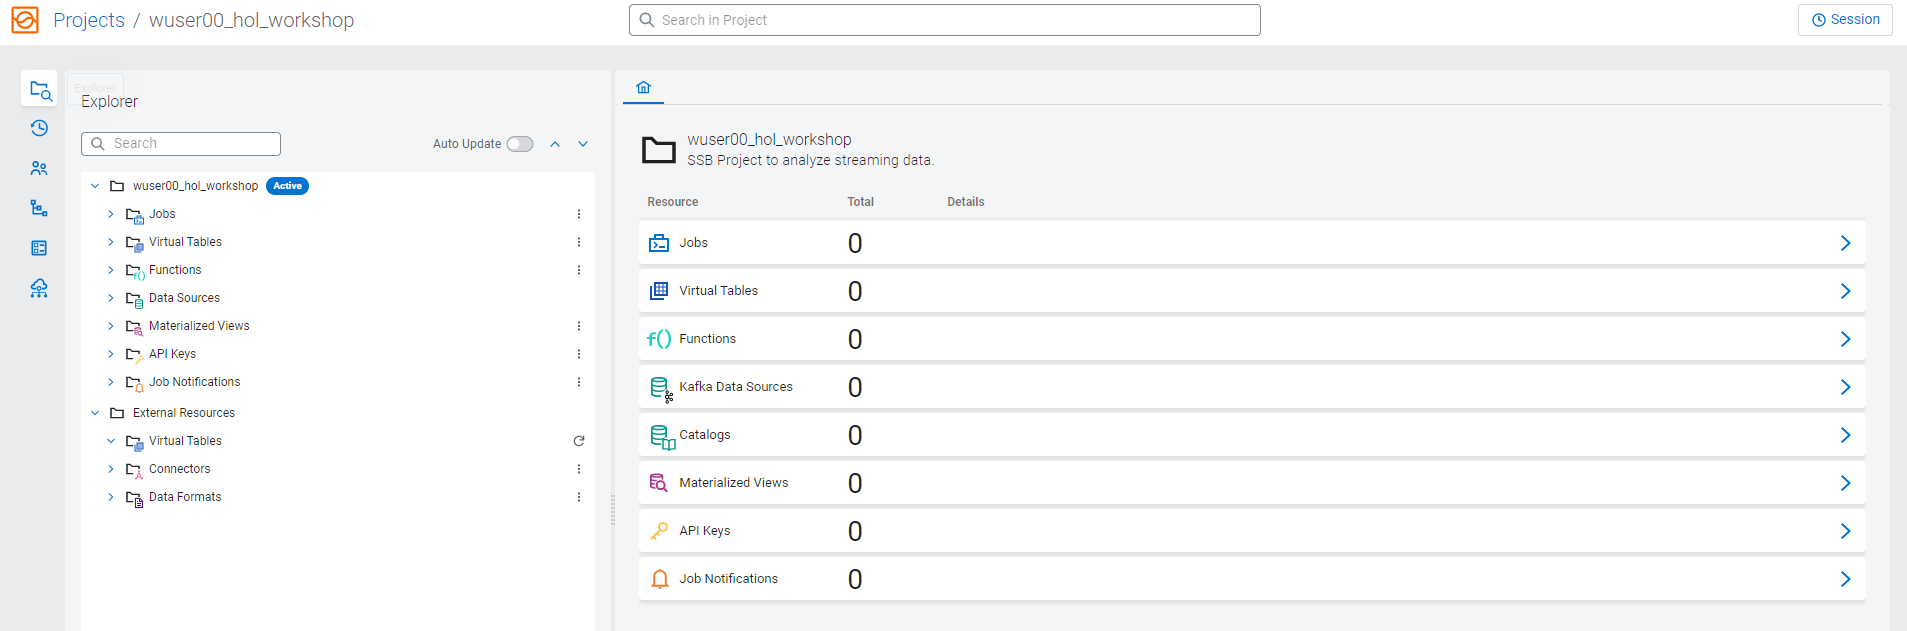 Projects / wuser00_hol_workshop
Search in Project
Session
Explorer
Explorer
Search
Auto Update
wuser00_hol_workshop Active
Jobs
Virtual Tables
Functions
Data Sources
Materialized Views
API Keys
Job Notifications
External Resources
Virtual Tables
Connectors
Data Formats
wuser00_hol_workshop
SSB Project to analyze streaming data.
Resource Total Details
Jobs 0
Virtual Tables 0
f() Functions 0
Kafka Data Sources 0
Catalogs 0
Materialized Views 0
API Keys 0
Job Notifications 0